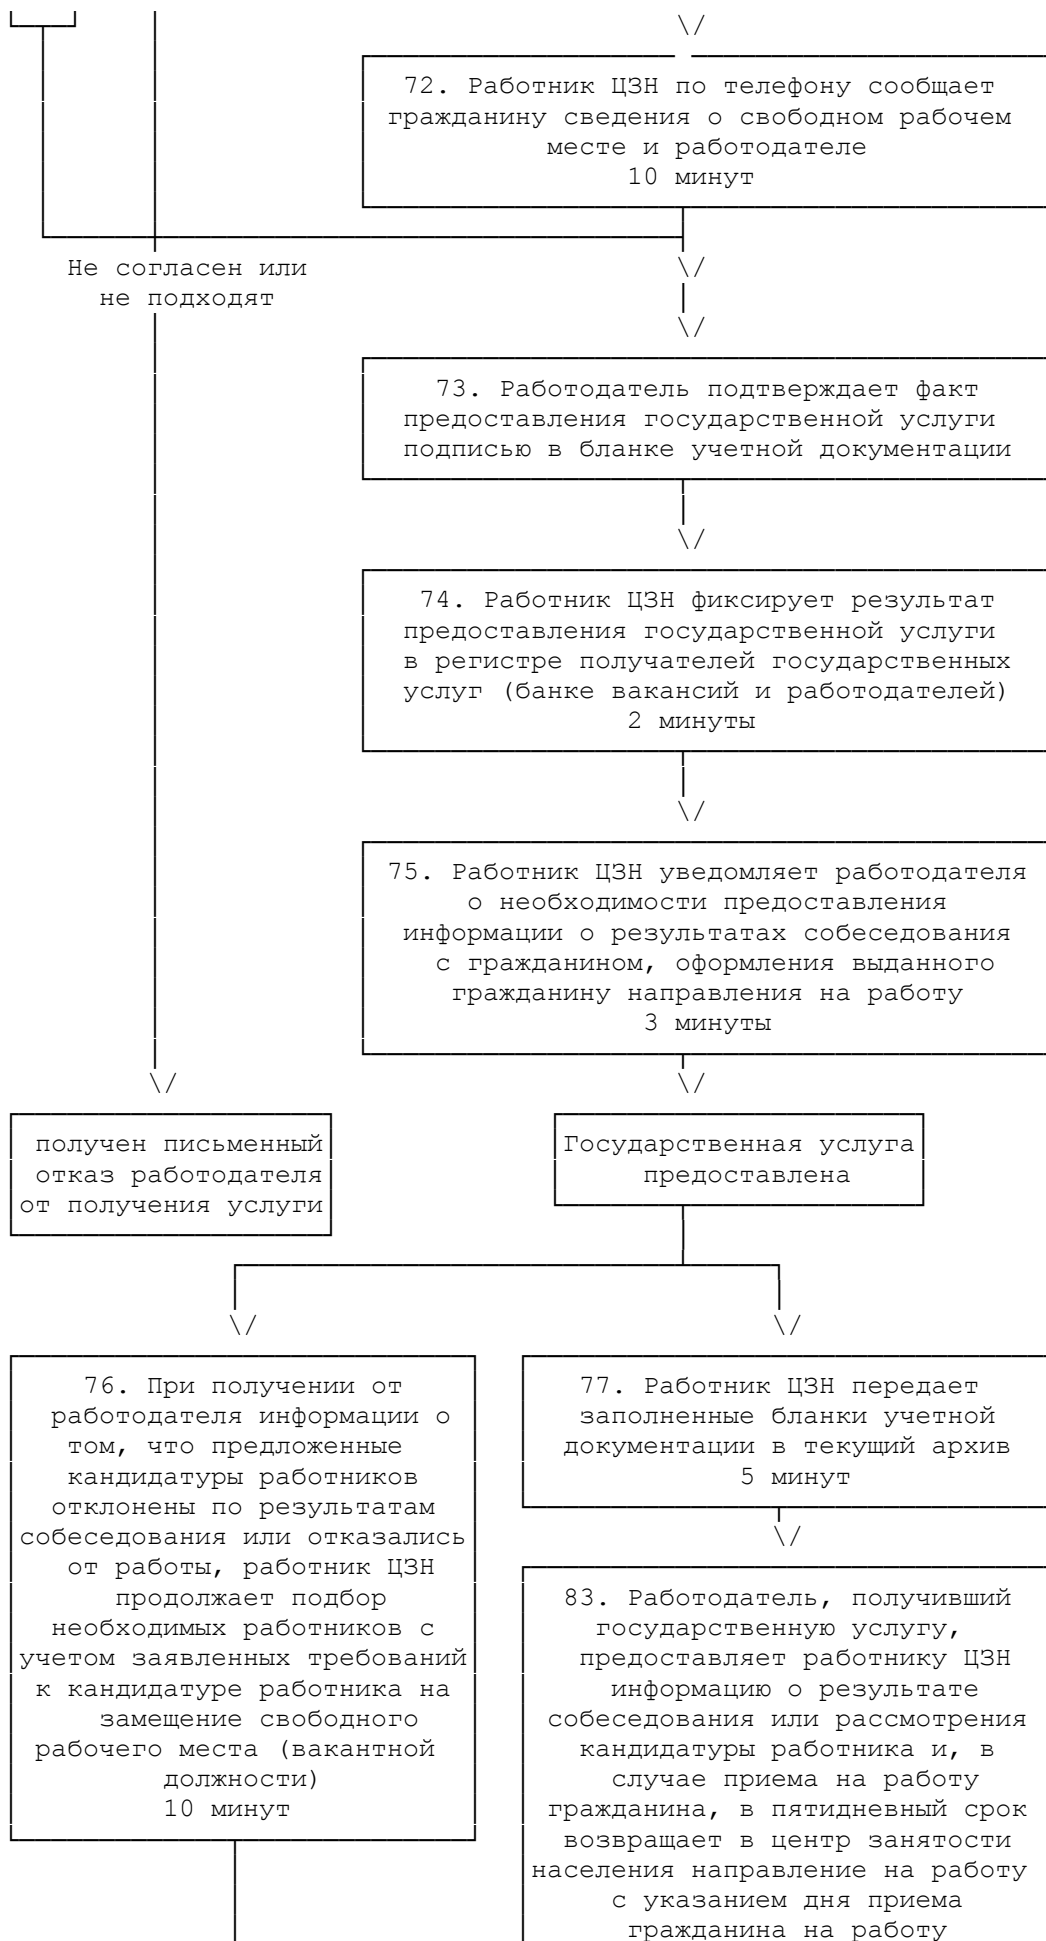 72. Работник ЦЗН по телефону сообщает
гражданину сведения о свободном рабочем
месте и работодателе
10 минут
Не согласен или
не подходят
73. Работодатель подтверждает факт
предоставления государственной услуги
подписью в бланке учетной документации
74. Работник ЦЗН фиксирует результат
предоставления государственной услуги
в регистре получателей государственных
услуг (банке вакансий и работодателей)
2 минуты
75. Работник ЦЗН уведомляет работодателя
о необходимости предоставления
информации о результатах собеседования
с гражданином, оформления выданного
гражданину направления на работу
3 минуты
получен письменный
отказ работодателя
от получения услуги
Государственная услуга
предоставлена
76. При получении от
работодателя информации о
том, что предложенные
кандидатуры работников
отклонены по результатам
собеседования или отказались
от работы, работник ЦЗН
продолжает подбор
необходимых работников с
учетом заявленных требований
к кандидатуре работника на
замещение свободного
рабочего места (вакантной
должности)
10 минут
77. Работник ЦЗН передает
заполненные бланки учетной
документации в текущий архив
5 минут
83. Работодатель, получивший
государственную услугу,
предоставляет работнику ЦЗН
информацию о результате
собеседования или рассмотрения
кандидатуры работника и, в
случае приема на работу
гражданина, в пятидневный срок
возвращает в центр занятости
населения направление на работу
с указанием дня приема
гражданина на работу